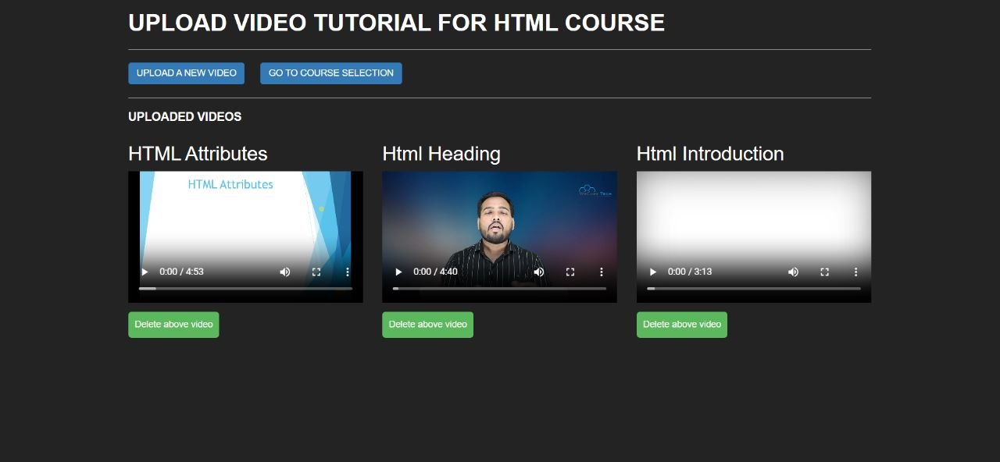 UPLOAD VIDEO TUTORIAL FOR HTML COURSE
UPLOAD A NEW VIDEO GO TO COURSE SELECTION
UPLOADED VIDEOS
HTML Attributes Html Heading Html Introduction
HTML Attributes
0:00 / 4:53 0:00 / 4:40 0:00 / 3:13
Delete above video Delete above video Delete above video